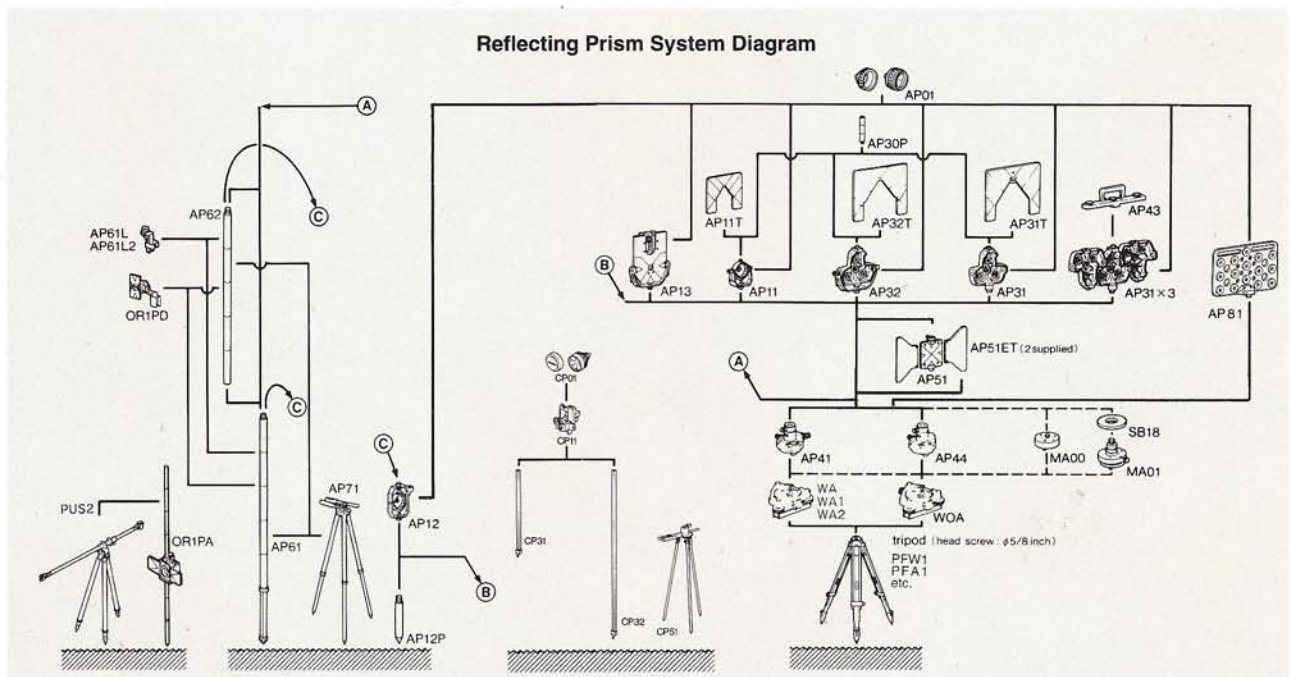 Reflecting Prism System Diagram
A
AP01
AP30P
C
AP62
AP61L
AP61L2
AP11T
AP32T
AP31T
AP43
B
OR1PD
AP13
AP11
AP32
AP31
AP31×3
AP81
AP51ET (2supplied)
AP51
A
CP01
C
CP11
C
AP41
AP44
MA00
SB18
MA01
AP71
WA
WA1
WA2
WOA
PUS2
OR1PA
AP61
AP12
CP31
tripod (head screw : φ5/8 inch)
PFW1
PFA1
etc.
B
AP12P
CP32
CP51